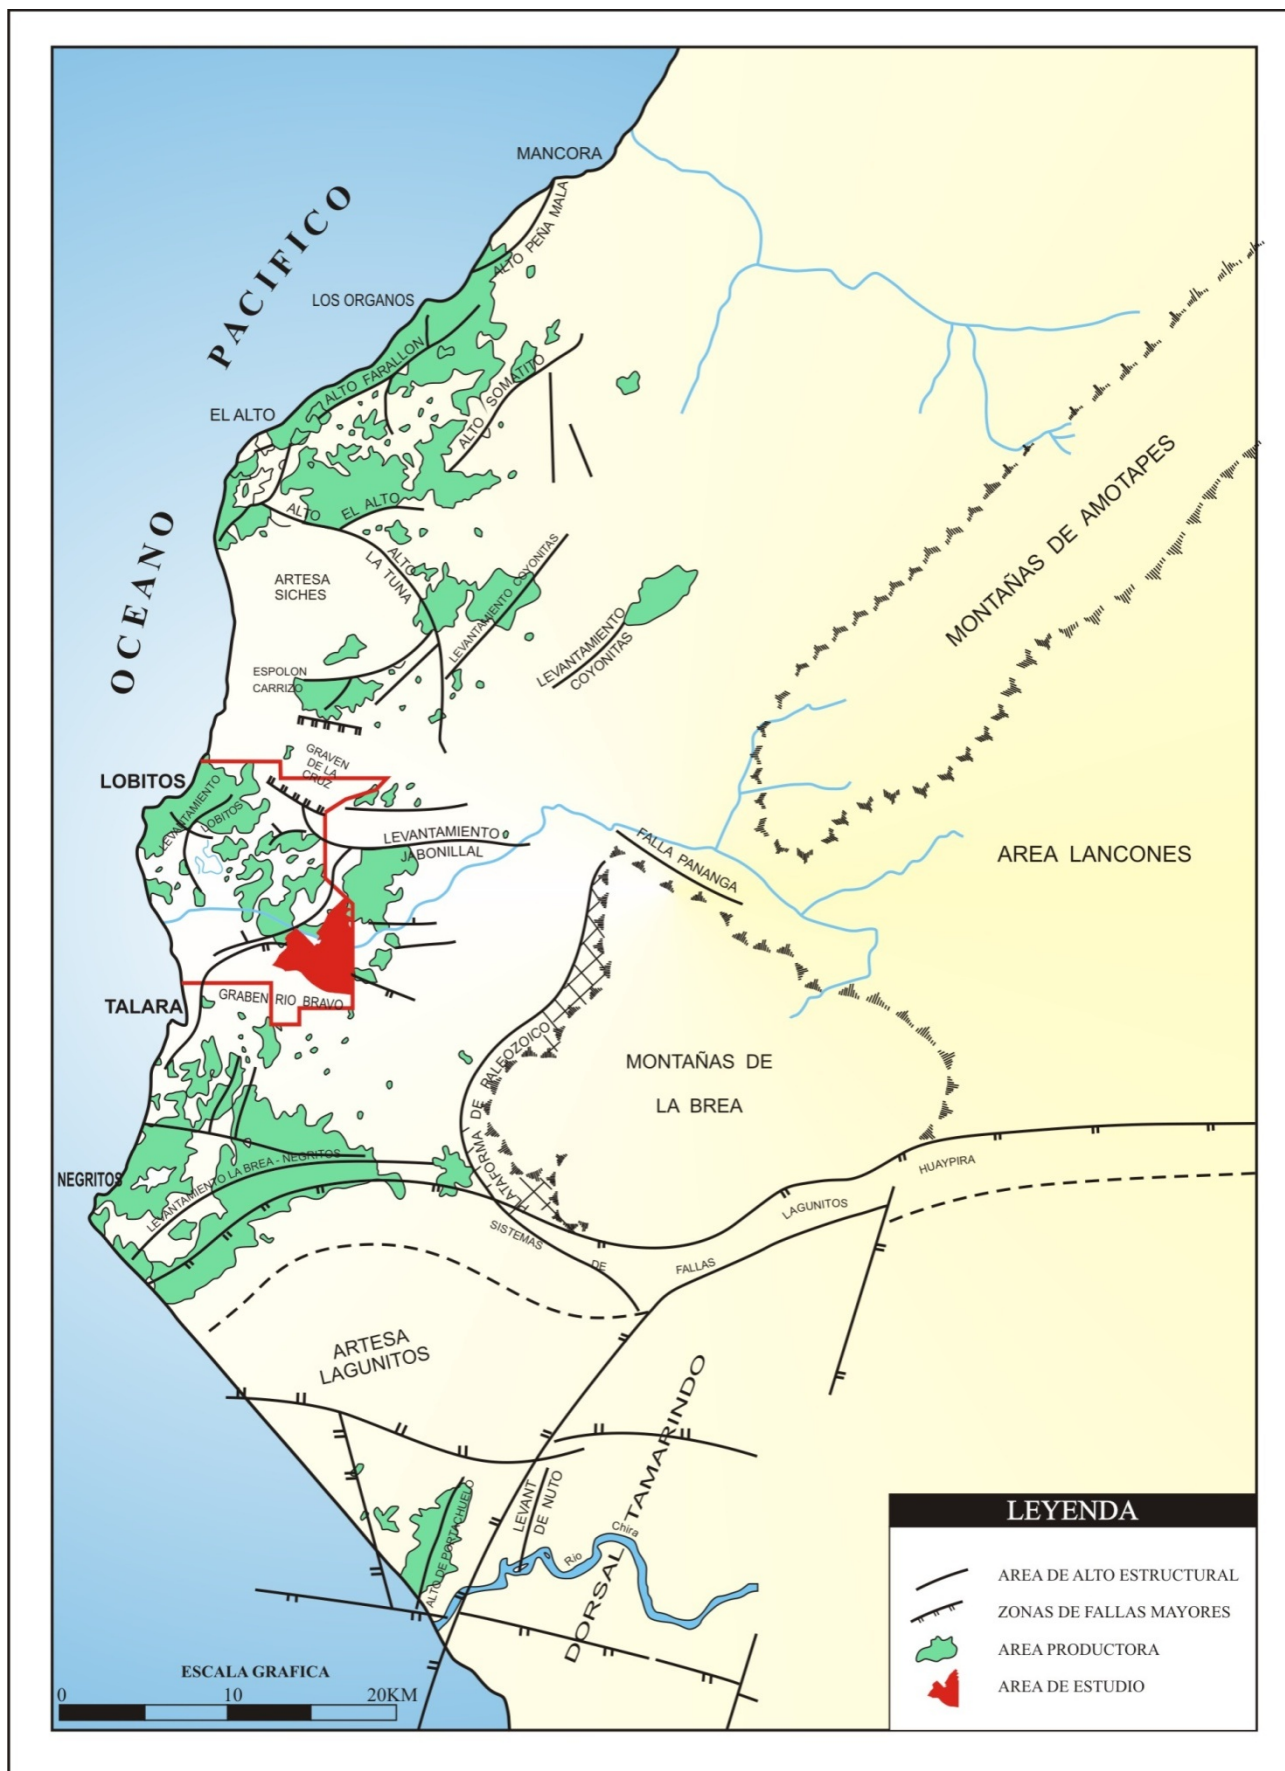 MANCORA
ALTO PEÑA MALA
OCEANO PACIFICO
LOS ORGANOS
ALTO FARALLON
ALTO SOMATITO
EL ALTO
ALTO EL ALTO
ALTO
LA TUNA
ARTESA
SICHES
LEVANTAMIENTO COYONITAS
LEVANTAMIENTO
COYONITAS
MONTAÑAS DE AMOTAPES
ESPOLON
CARRIZO
GRAVEN
DE LA
CRUZ
LOBITOS
LEVANTAMIENTO
LOBITOS
LEVANTAMIENTO
JABONILLAL
FALLA PANANGA
AREA LANCONES
TALARA
GRABEN RIO BRAVO
PLATAFORMA DE PALEOZOICO
MONTAÑAS DE
LA BREA
NEGRITOS
LEVANTAMIENTO LA BREA - NEGRITOS
SISTEMAS DE FALLAS LAGUNITOS HUAYPIRA
ARTESA
LAGUNITOS
DORSAL TAMARINDO
LEVANT
DE NUTO
ALTO DE PORTACHUELO
Rio Chira
LEYENDA
AREA DE ALTO ESTRUCTURAL
ZONAS DE FALLAS MAYORES
AREA PRODUCTORA
AREA DE ESTUDIO
ESCALA GRAFICA
0 10 20KM